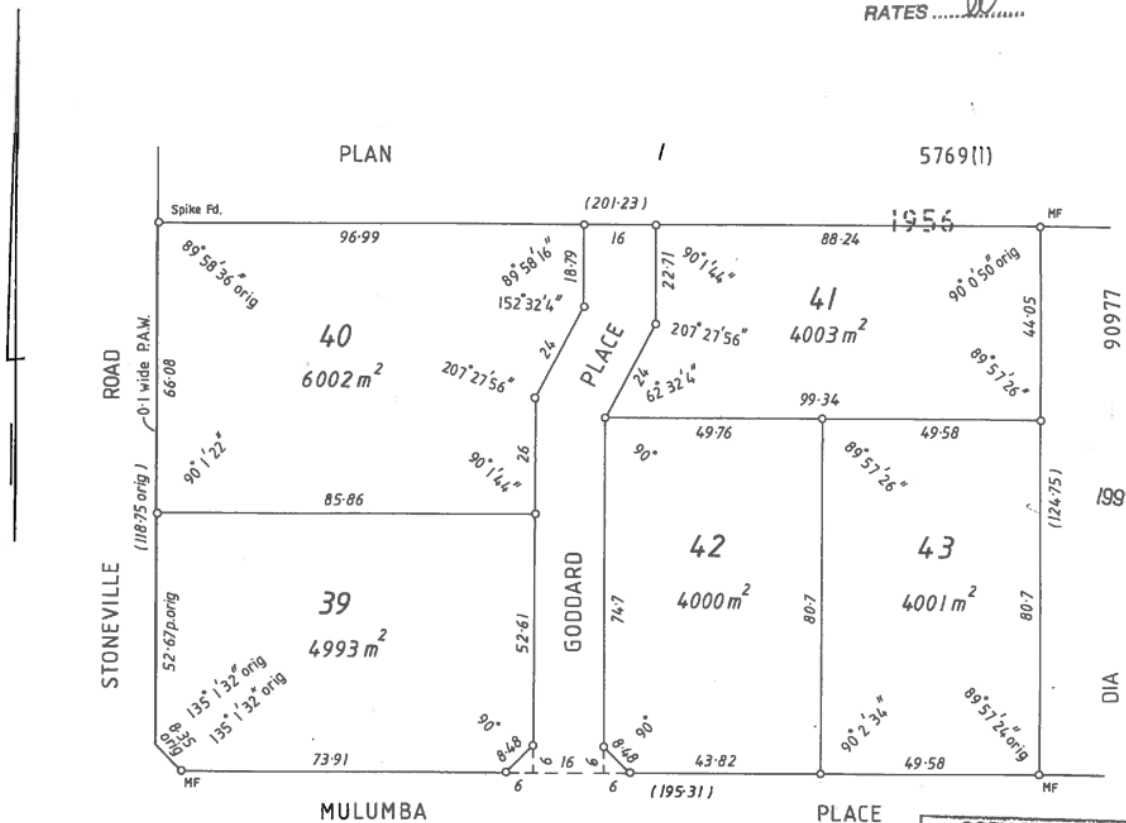 RATES
PLAN
1
5769(1)
(201·23)
1956
Spike Fd.
MF
96·99
16
88·24
89°58'36" orig
89°58'16"
18·79
22·71
90°1'44"
90°0'50" orig
152°32'4"
40
6002 m²
41
4003 m²
44·05
90977
ROAD
0·1 wide P.A.W.
66·08
24
PLACE
207°27'56"
207°27'56"
24
62°32'4"
89°57'26"
99·34
26
49·76
49·58
90°1'22"
90°1'44"
90°
89°57'26"
(118·75 orig)
85·86
(124·75)
199
42
4000 m²
43
4001 m²
STONEVILLE
39
4993 m²
52·67p.orig
52·61
GODDARD
74·7
80·7
80·7
DIA
135°1'32" orig
135°1'32" orig
8·35 orig
90°
90°
90°2'34"
89°57'24" orig
73·91
8·48
6
16
6
8·48
43·82
49·58
MF
6
6
(195·31)
MF
MULUMBA
PLACE